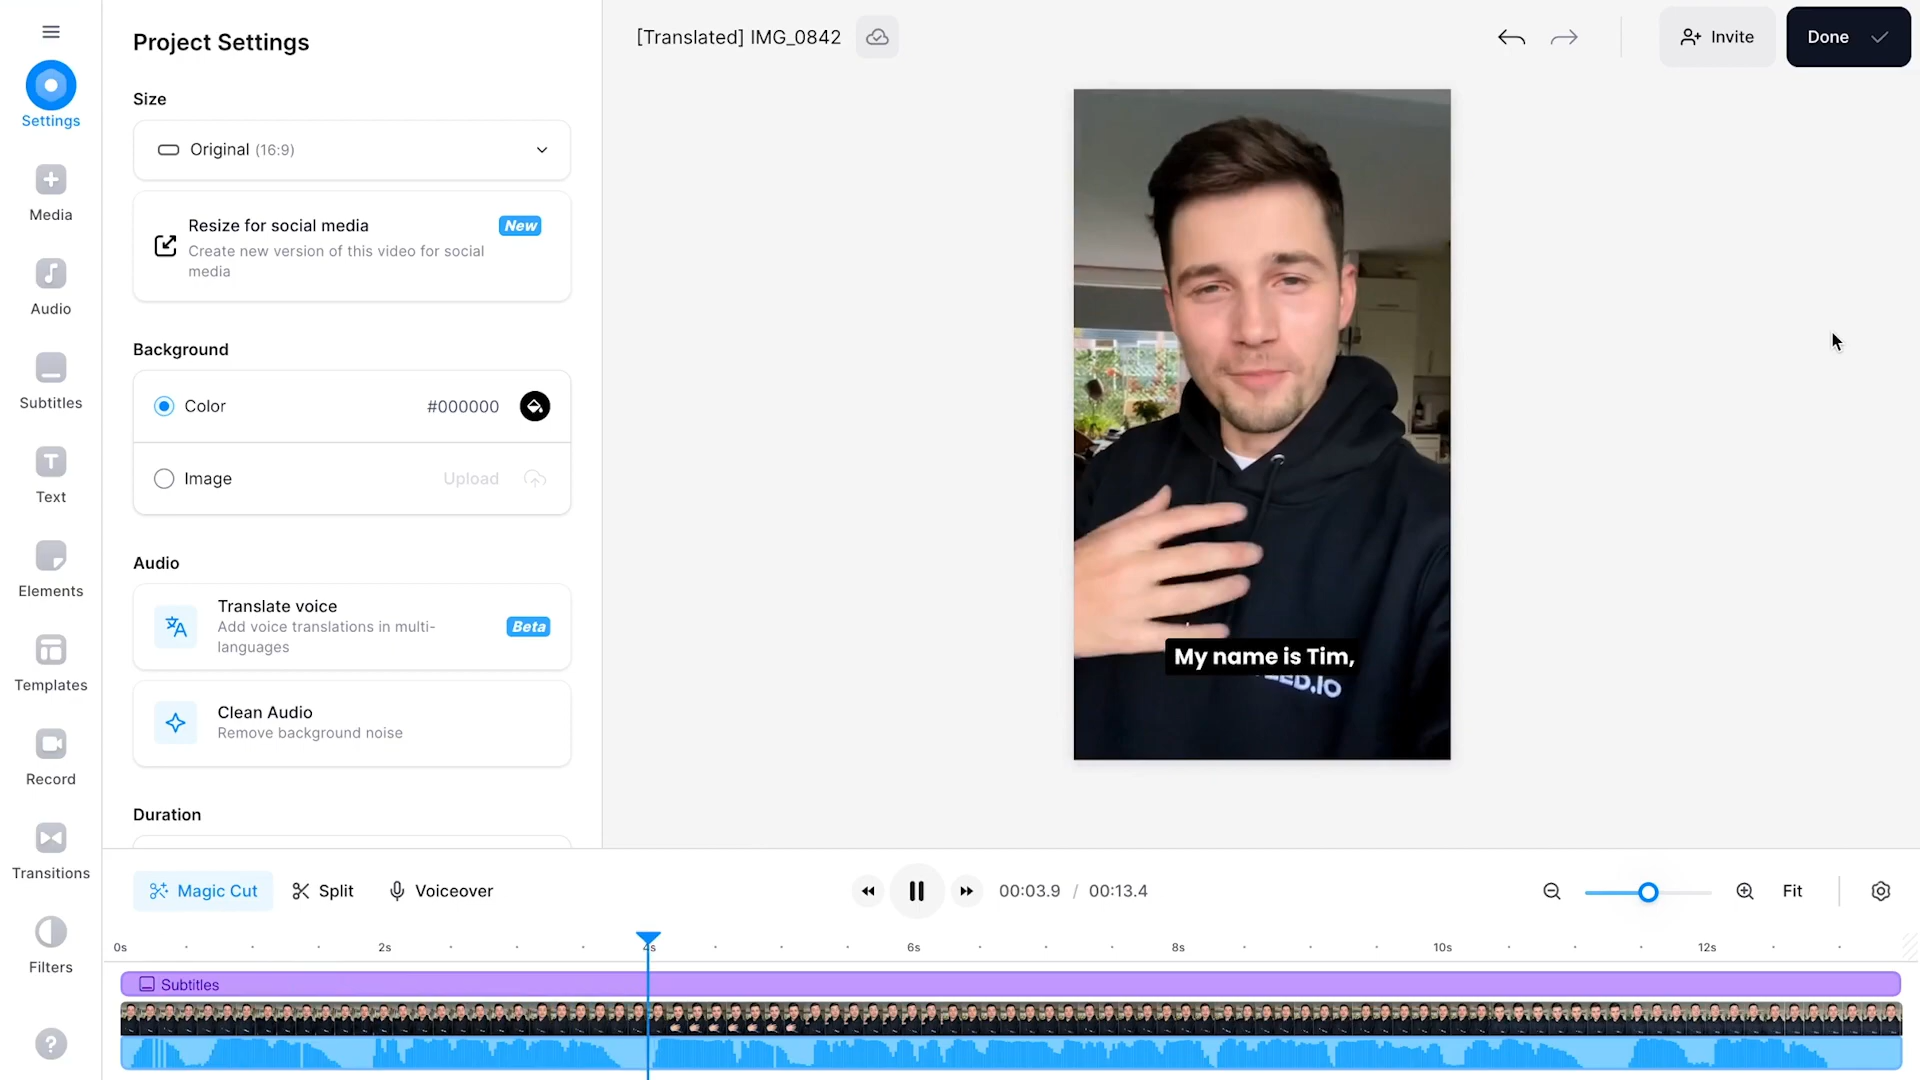 Project Settings
[Translated] IMG_0842
Invite
Done
Settings
Size
Original (16:9)
Media
Resize for social media
New
Create new version of this video for social
media
Audio
Background
Color
#000000
Subtitles
Image
Upload
Text
Audio
Elements
Translate voice
Add voice translations in multi-
languages
Beta
My name is Tim,
Templates
Clean Audio
Remove background noise
Record
Duration
Transitions
Magic Cut
Split
Voiceover
00:03.9 / 00:13.4
Fit
Filters
0s
2s
4s
6s
8s
10s
12s
Subtitles
?